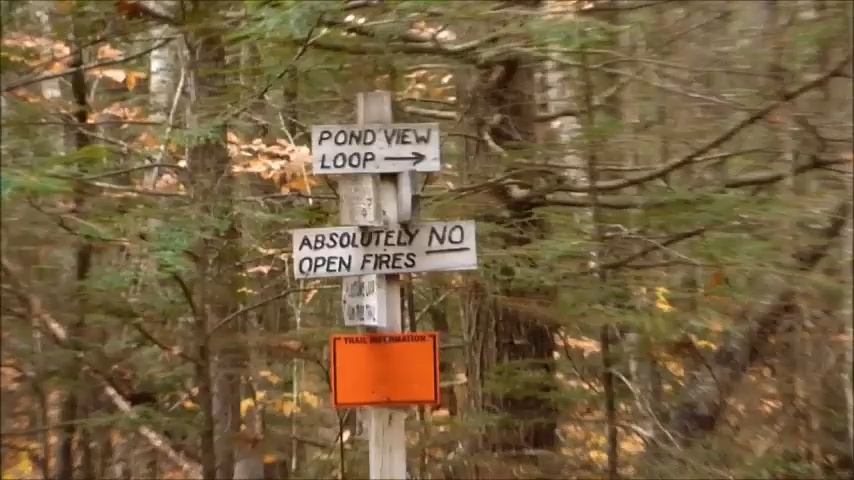 POND VIEW
LOOP →
ABSOLUTELY NO
OPEN FIRES
TRAIL INFORMATION